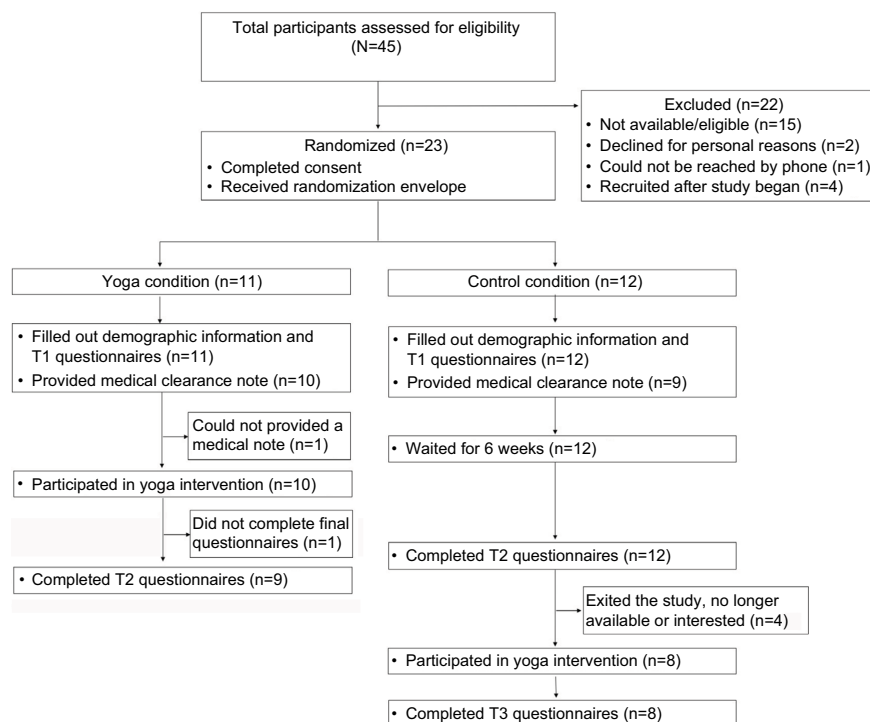 Total participants assessed for eligibility
(N=45)
Excluded (n=22)
• Not available/eligible (n=15)
• Declined for personal reasons (n=2)
• Could not be reached by phone (n=1)
• Recruited after study began (n=4)
Randomized (n=23)
• Completed consent
• Received randomization envelope
Yoga condition (n=11)
Control condition (n=12)
• Filled out demographic information and
T1 questionnaires (n=11)
• Provided medical clearance note (n=10)
• Filled out demographic information and
T1 questionnaires (n=12)
• Provided medical clearance note (n=9)
Could not provided a
medical note (n=1)
• Waited for 6 weeks (n=12)
• Participated in yoga intervention (n=10)
Did not complete final
questionnaires (n=1)
• Completed T2 questionnaires (n=12)
• Completed T2 questionnaires (n=9)
Exited the study, no longer
available or interested (n=4)
• Participated in yoga intervention (n=8)
• Completed T3 questionnaires (n=8)